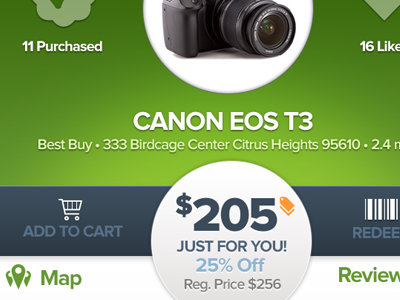 11 Purchased
16 Like
CANON EOS T3
Best Buy • 333 Birdcage Center Citrus Heights 95610 • 2.4 m
ADD TO CART
$205
REDEE
JUST FOR YOU!
25% Off
Reg. Price $256
Map
Review